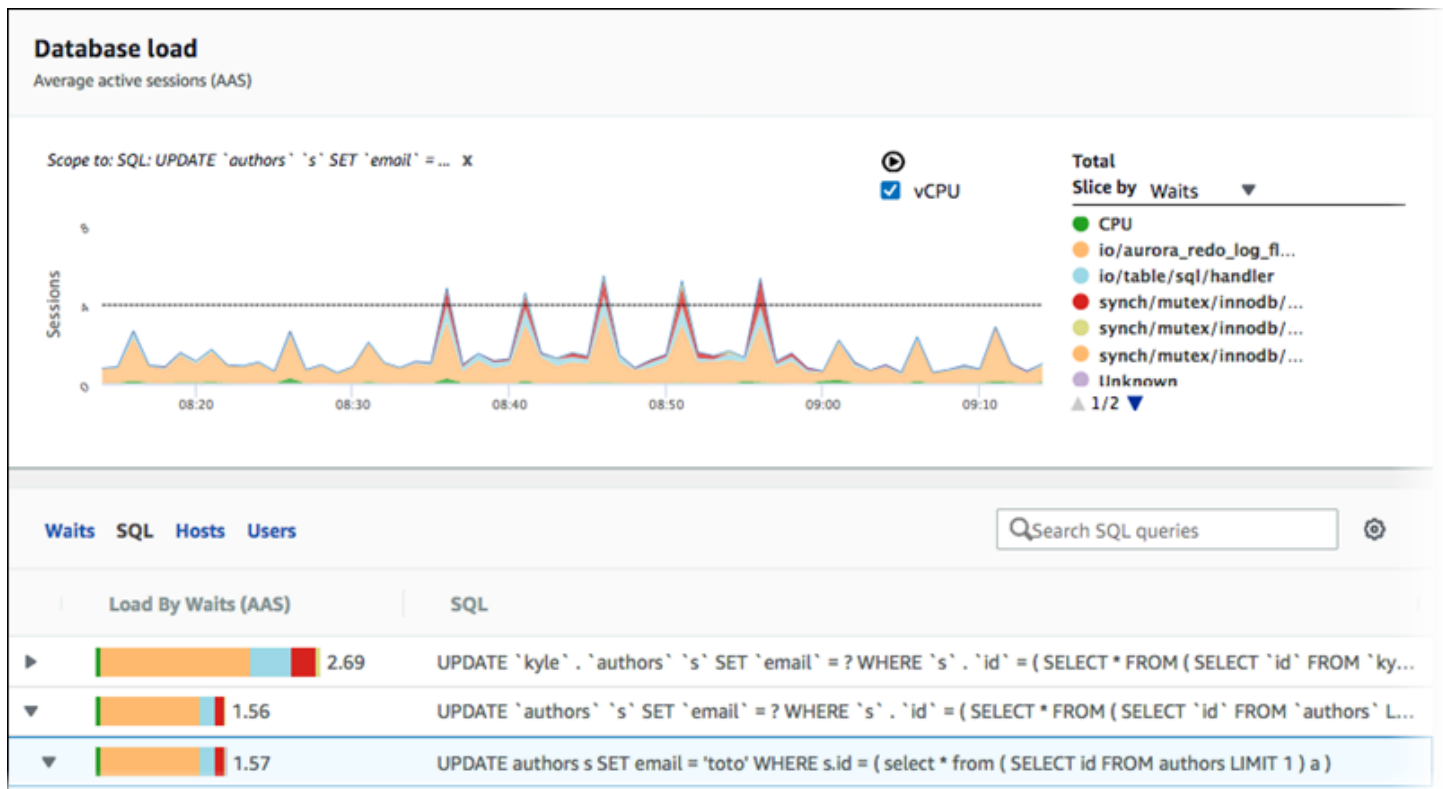 Database load
Average active sessions (AAS)
Scope to: SQL: UPDATE `authors` `s` SET `email` = ... x
vCPU
Total
Slice by Waits
CPU
io/aurora_redo_log_fl...
io/table/sql/handler
synch/mutex/innodb/...
synch/mutex/innodb/...
synch/mutex/innodb/...
Unknown
1/2
Sessions
8
4
0
08:20 08:30 08:40 08:50 09:00 09:10
Waits SQL Hosts Users
Search SQL queries
Load By Waits (AAS) SQL
2.69 UPDATE `kyle` . `authors` `s` SET `email` = ? WHERE `s` . `id` = ( SELECT * FROM ( SELECT `id` FROM `ky...
1.56 UPDATE `authors` `s` SET `email` = ? WHERE `s` . `id` = ( SELECT * FROM ( SELECT `id` FROM `authors` L...
1.57 UPDATE authors s SET email = 'toto' WHERE s.id = ( select * from ( SELECT id FROM authors LIMIT 1 ) a )